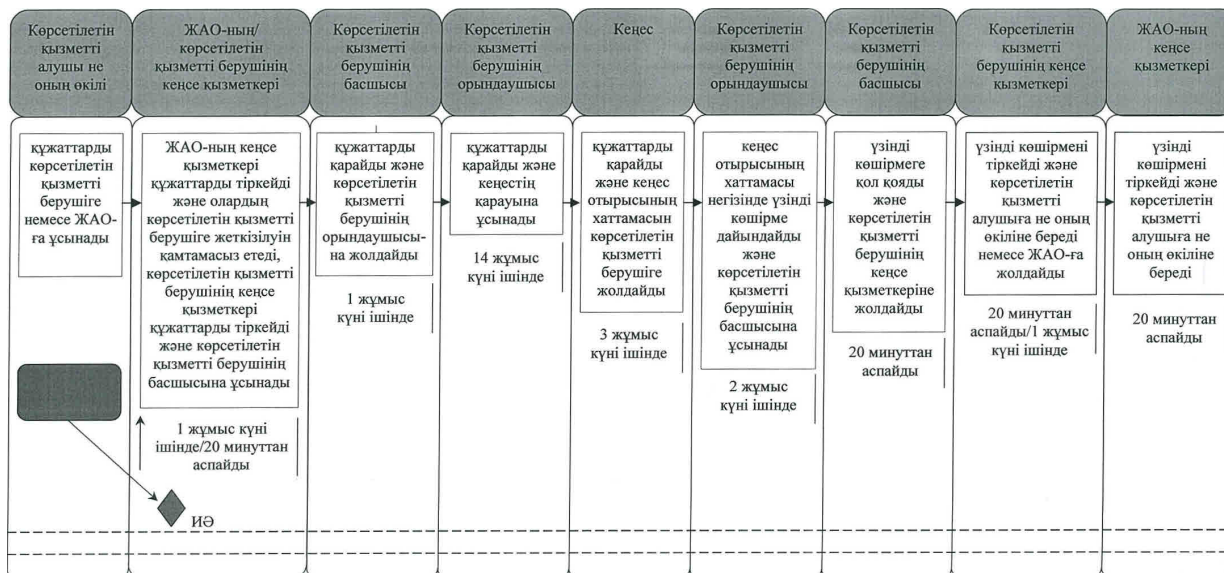 Көрсетілетін
қызметті
алушы не
оның өкілі
ЖАО-ның/
көрсетілетін
қызметті берушінің
кеңсе қызметкері
Көрсетілетін
қызметті
берушінің
басшысы
Көрсетілетін
қызметті
берушінің
орындаушысы
Кеңес
Көрсетілетін
қызметті
берушінің
орындаушысы
Көрсетілетін
қызметті
берушінің
басшысы
Көрсетілетін
қызметті
берушінің кеңсе
қызметкері
ЖАО-ның
кеңсе
қызметкері
құжаттарды
көрсетілетін
қызметті
берушіге
немесе ЖАО-
ға ұсынады
ЖАО-ның кеңсе
қызметкері
құжаттарды тіркейді
және олардың
көрсетілетін қызметті
берушіге жеткізілуін
қамтамасыз етеді,
көрсетілетін қызметті
берушінің кеңсе
қызметкері
құжаттарды тіркейді
және көрсетілетін
қызметті берушінің
басшысына ұсынады
1 жұмыс күні
ішінде/20 минуттан
аспайды
ИӘ
құжаттарды
қарайды және
көрсетілетін
қызметті
берушінің
орындаушысы-
на жолдайды
1 жұмыс
күні ішінде
құжаттарды
қарайды және
кеңестің
қарауына
ұсынады
14 жұмыс
күні ішінде
құжаттарды
қарайды
және кеңес
отырысының
хаттамасын
көрсетілетін
қызметті
берушіге
жолдайды
3 жұмыс
күні ішінде
кеңес
отырысының
хаттамасы
негізінде үзінді
көшірме
дайындайды
және
көрсетілетін
қызметті
берушінің
басшысына
ұсынады
2 жұмыс
күні ішінде
үзінді
көшірмеге
қол қояды
және
көрсетілетін
қызметті
берушінің
кеңсе
қызметкеріне
жолдайды
20 минуттан
аспайды
үзінді көшірмені
тіркейді және
көрсетілетін
қызметті
алушыға не оның
өкіліне береді
немесе ЖАО-ға
жолдайды
20 минуттан
аспайды/1 жұмыс
күні ішінде
үзінді
көшірмені
тіркейді және
көрсетілетін
қызметті
алушыға не
оның өкіліне
береді
20 минуттан
аспайды